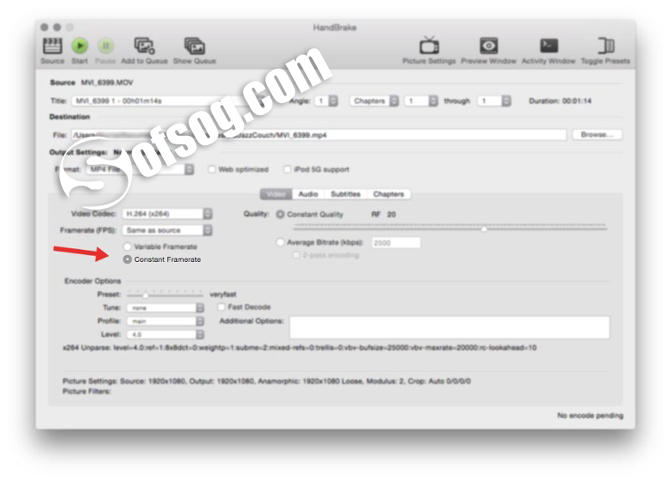 HandBrake
Source Start Pause Add to Queue Show Queue Picture Settings Preview Window Activity Window Toggle Presets
Source MVI_6399.MOV
Title: MVI_6399 1 - 00h01m14s Angle: 1 Chapters 1 through 1 Duration: 00:01:14
Destination
File: /Users JazzCouch/MVI_6399.mp4 Browse...
Sofsog.com
Output Settings:
Format: MP4 File Web optimized iPod 5G support
Video Audio Subtitles Chapters
Video Codec: H.264 (x264) Quality: Constant Quality RF 20
Framerate (FPS): Same as source
Variable Framerate Average Bitrate (kbps): 2500
Constant Framerate 2-pass encoding
Encoder Options
Preset: veryfast
Tune: none Fast Decode
Profile: main Additional Options:
Level: 4.0
x264 Unparse: level=4.0:ref=1:8x8dct=0:weightp=1:subme=2:mixed-refs=0:trellis=0:vbv-bufsize=25000:vbv-maxrate=20000:rc-lookahead=10
Picture Settings: Source: 1920x1080, Output: 1920x1080, Anamorphic: 1920x1080 Loose, Modulus: 2, Crop: Auto 0/0/0/0
Picture Filters:
No encode pending